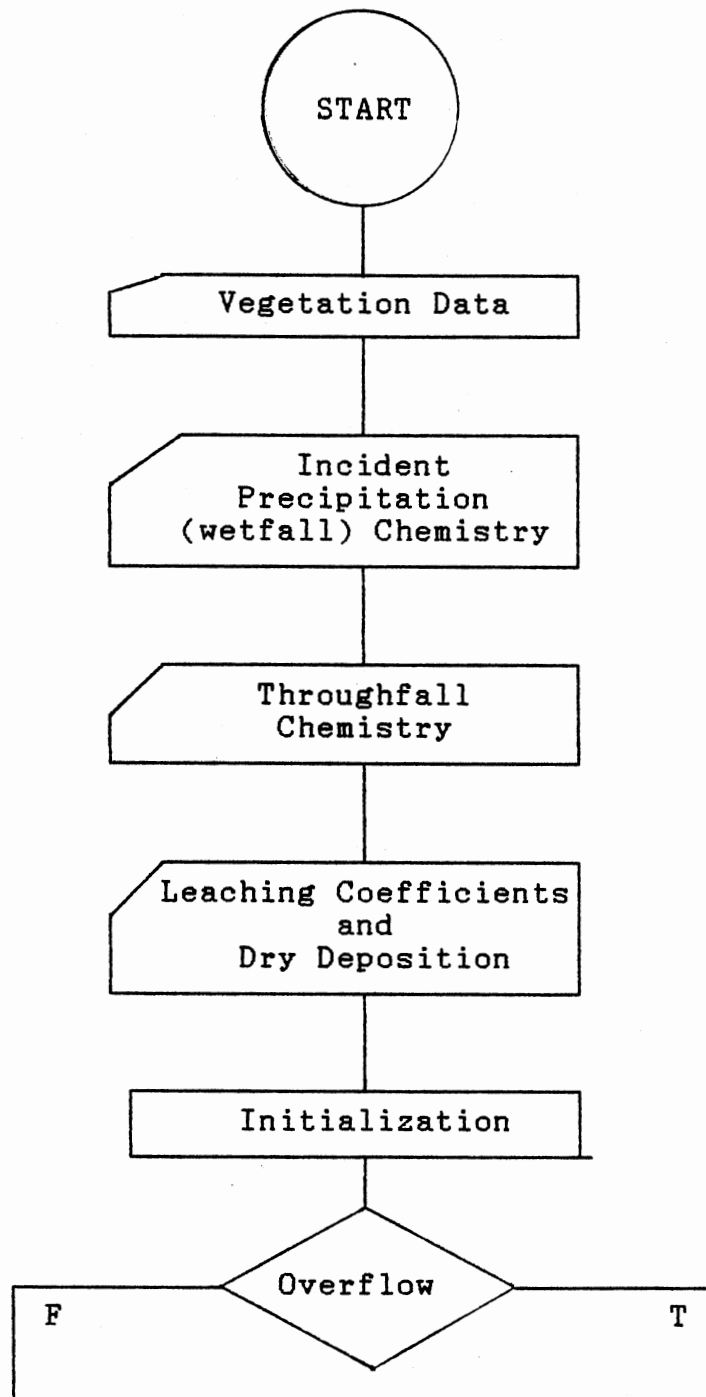 START
Vegetation Data
Incident
Precipitation
(wetfall) Chemistry
Throughfall
Chemistry
Leaching Coefficients
and
Dry Deposition
Initialization
Overflow
F
T